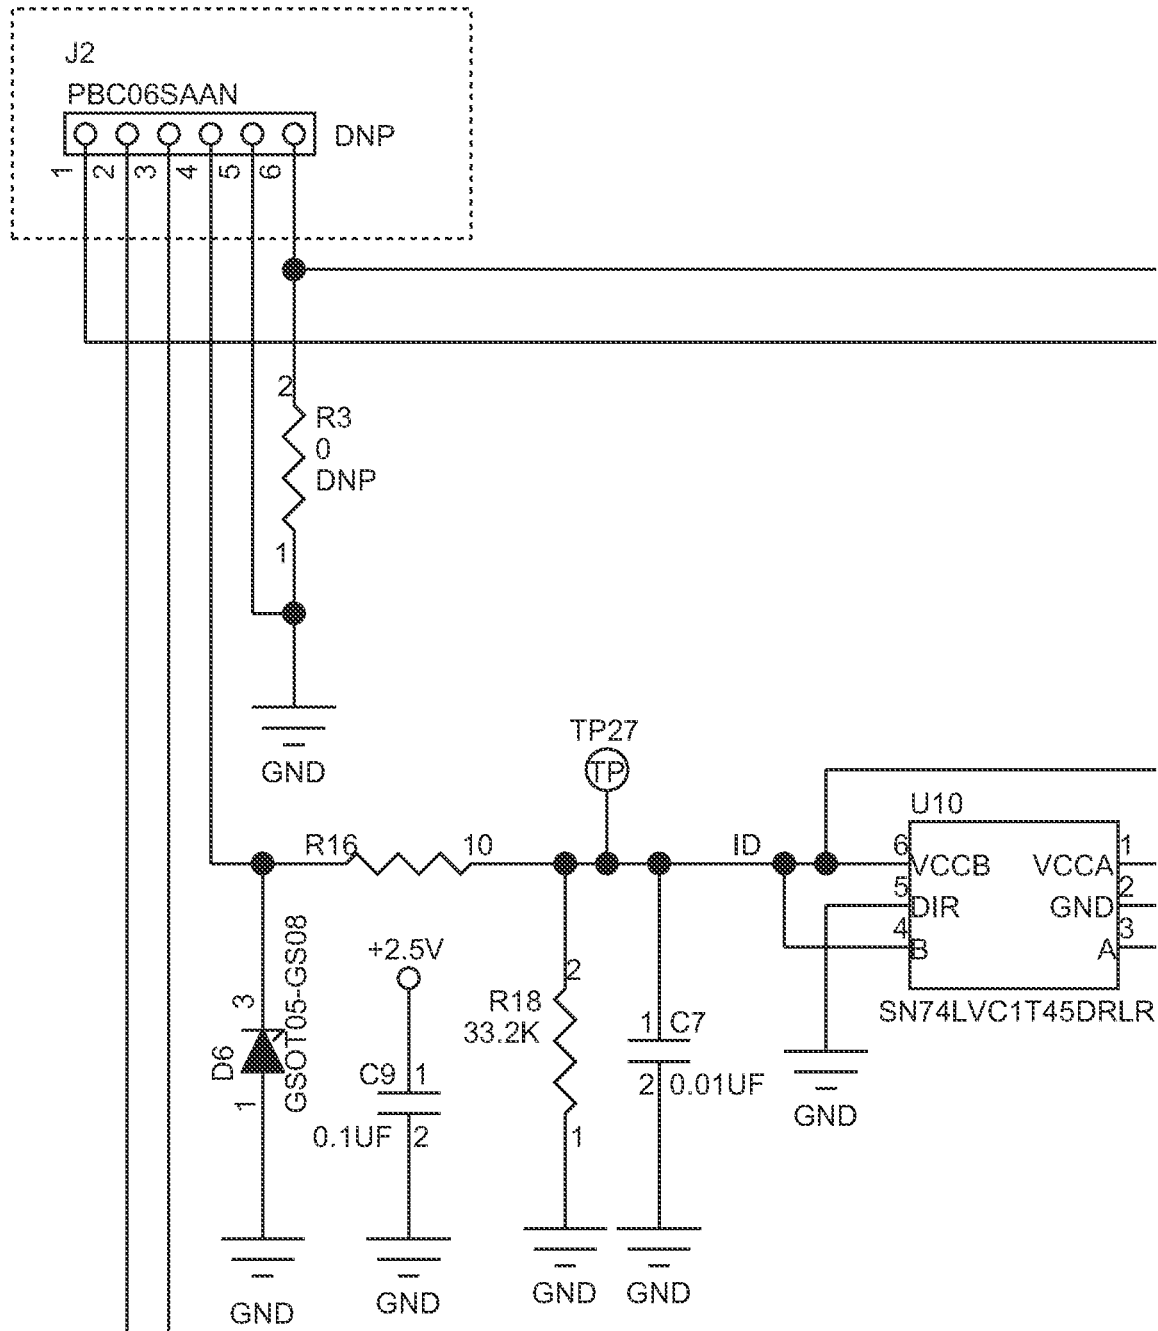 J2
PBC06SAAN
DNP
1
2
3
4
5
6
2
R3
0
DNP
1
GND
TP27
TP
U10
R16
10
ID
6
VCCB
VCCA
1
5
DIR
GND
2
4
B
A
3
SN74LVC1T45DRLR
GND
+2.5V
3
D6
GSOT05-GS08
1
C9
1
0.1UF
2
2
R18
33.2K
1
1
C7
2
0.01UF
GND
GND
GND
GND